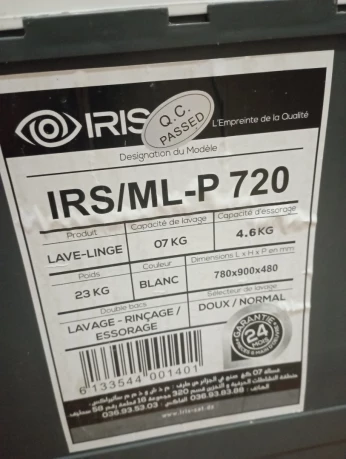 IRIS
Q.C.
PASSED
L'Empreinte de la Qualité
Designation du Modèle
IRS/ML-P 720
Produit
LAVE-LINGE
Capacité de lavage
07 KG
Capacité d'essorage
4.6 KG
Poids
23 KG
Couleur
BLANC
Dimensions L x H x P en mm
780x900x480
Double bacs
LAVAGE - RINÇAGE /
ESSORAGE
Sélecteur de lavage
DOUX / NORMAL
GARANTIE
24
MOIS
6 133544 001401
036.93.53.03
036.93.83.88
www.iris-sat.dz